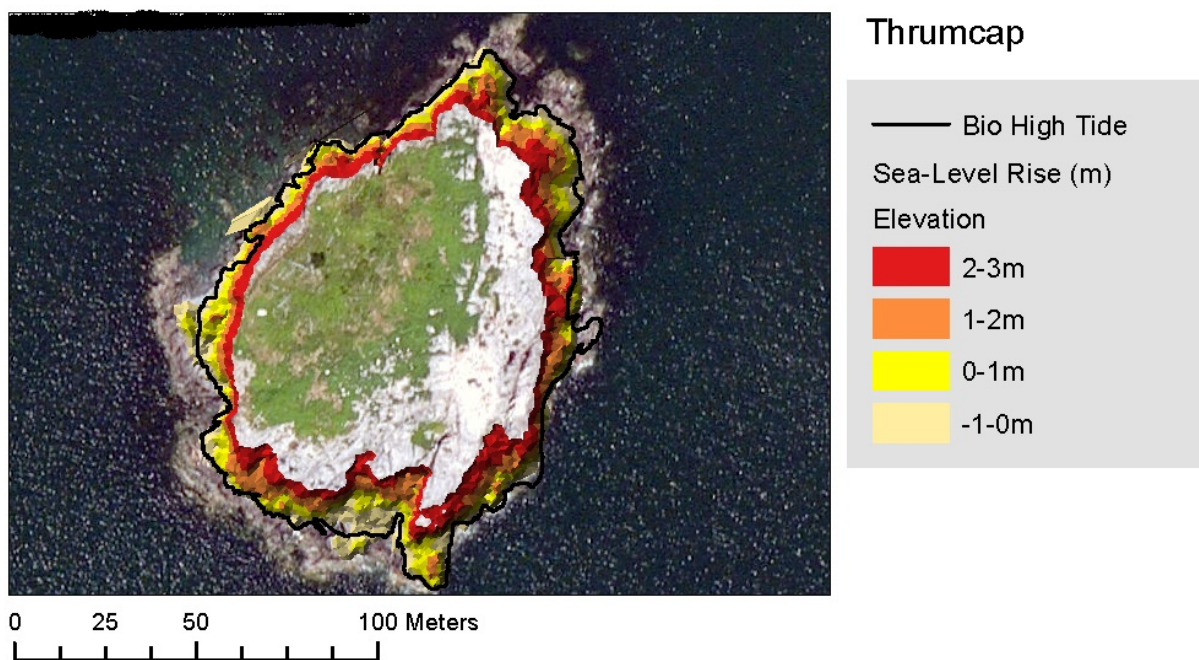 Thrumcap
Bio High Tide
Sea-Level Rise (m)
Elevation
2-3m
1-2m
0-1m
-1-0m
0 25 50 100 Meters